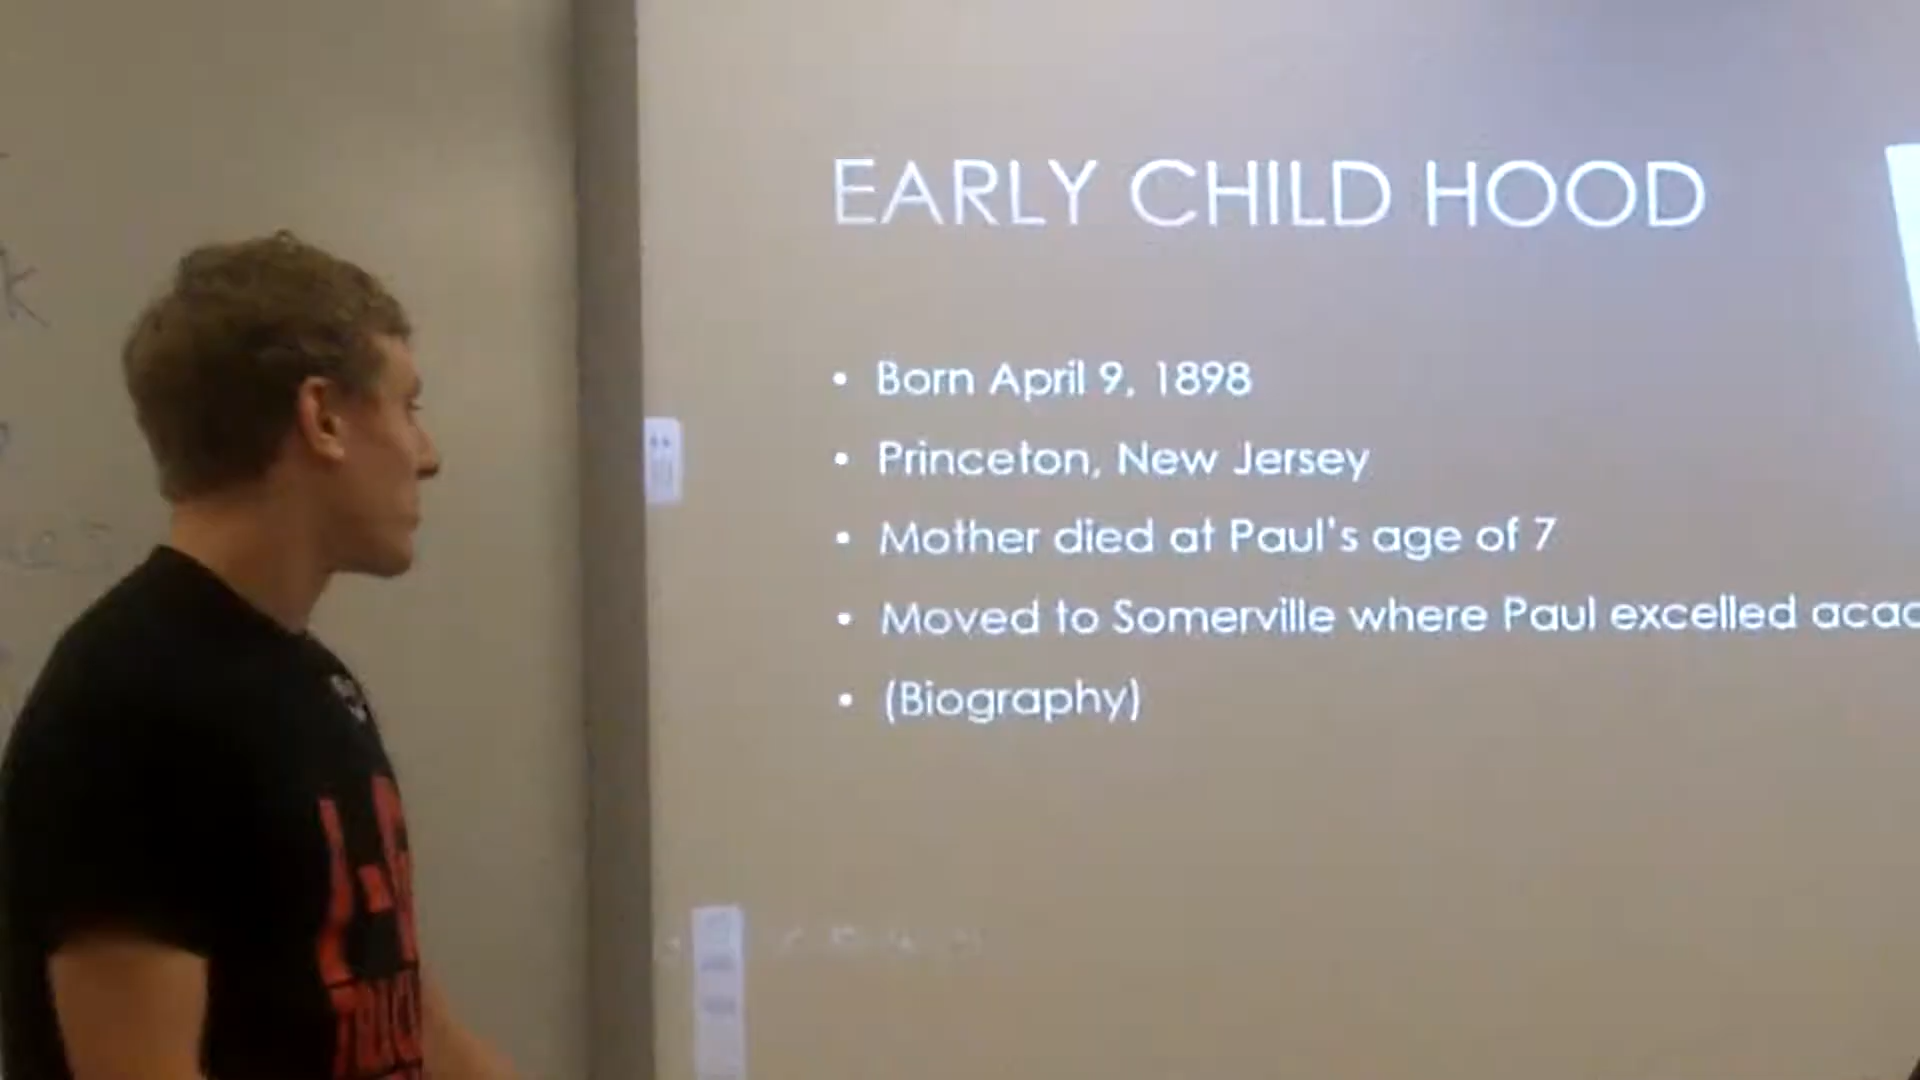 EARLY CHILD HOOD
• Born April 9, 1898
• Princeton, New Jersey
• Mother died at Paul's age of 7
• Moved to Somerville where Paul excelled
• (Biography)